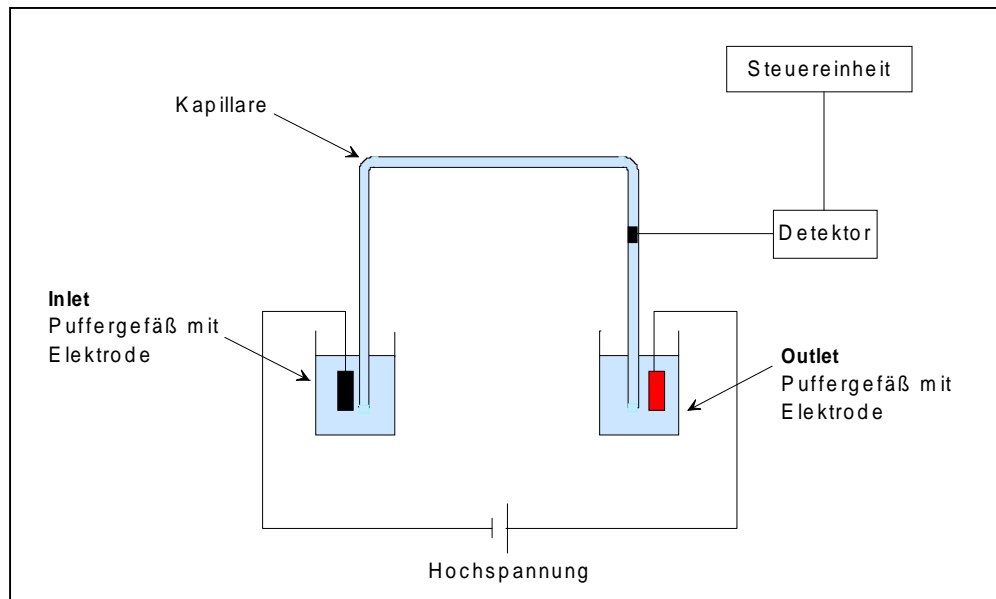 Steuereinheit
Kapillare
Detektor
Inlet
Puffergefäß mit
Elektrode
Outlet
Puffergefäß mit
Elektrode
Hochspannung